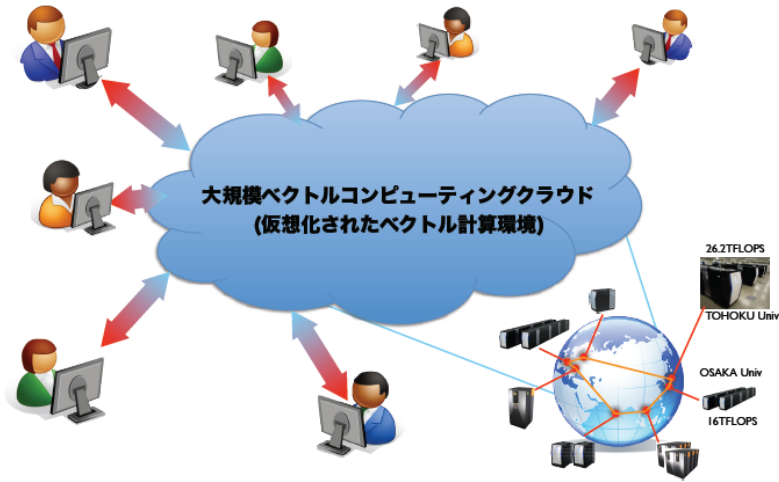 大規模ベクトルコンピューティングクラウド
(仮想化されたベクトル計算環境)
26.2TFLOPS
TOHOKU Univ
OSAKA Univ
16TFLOPS